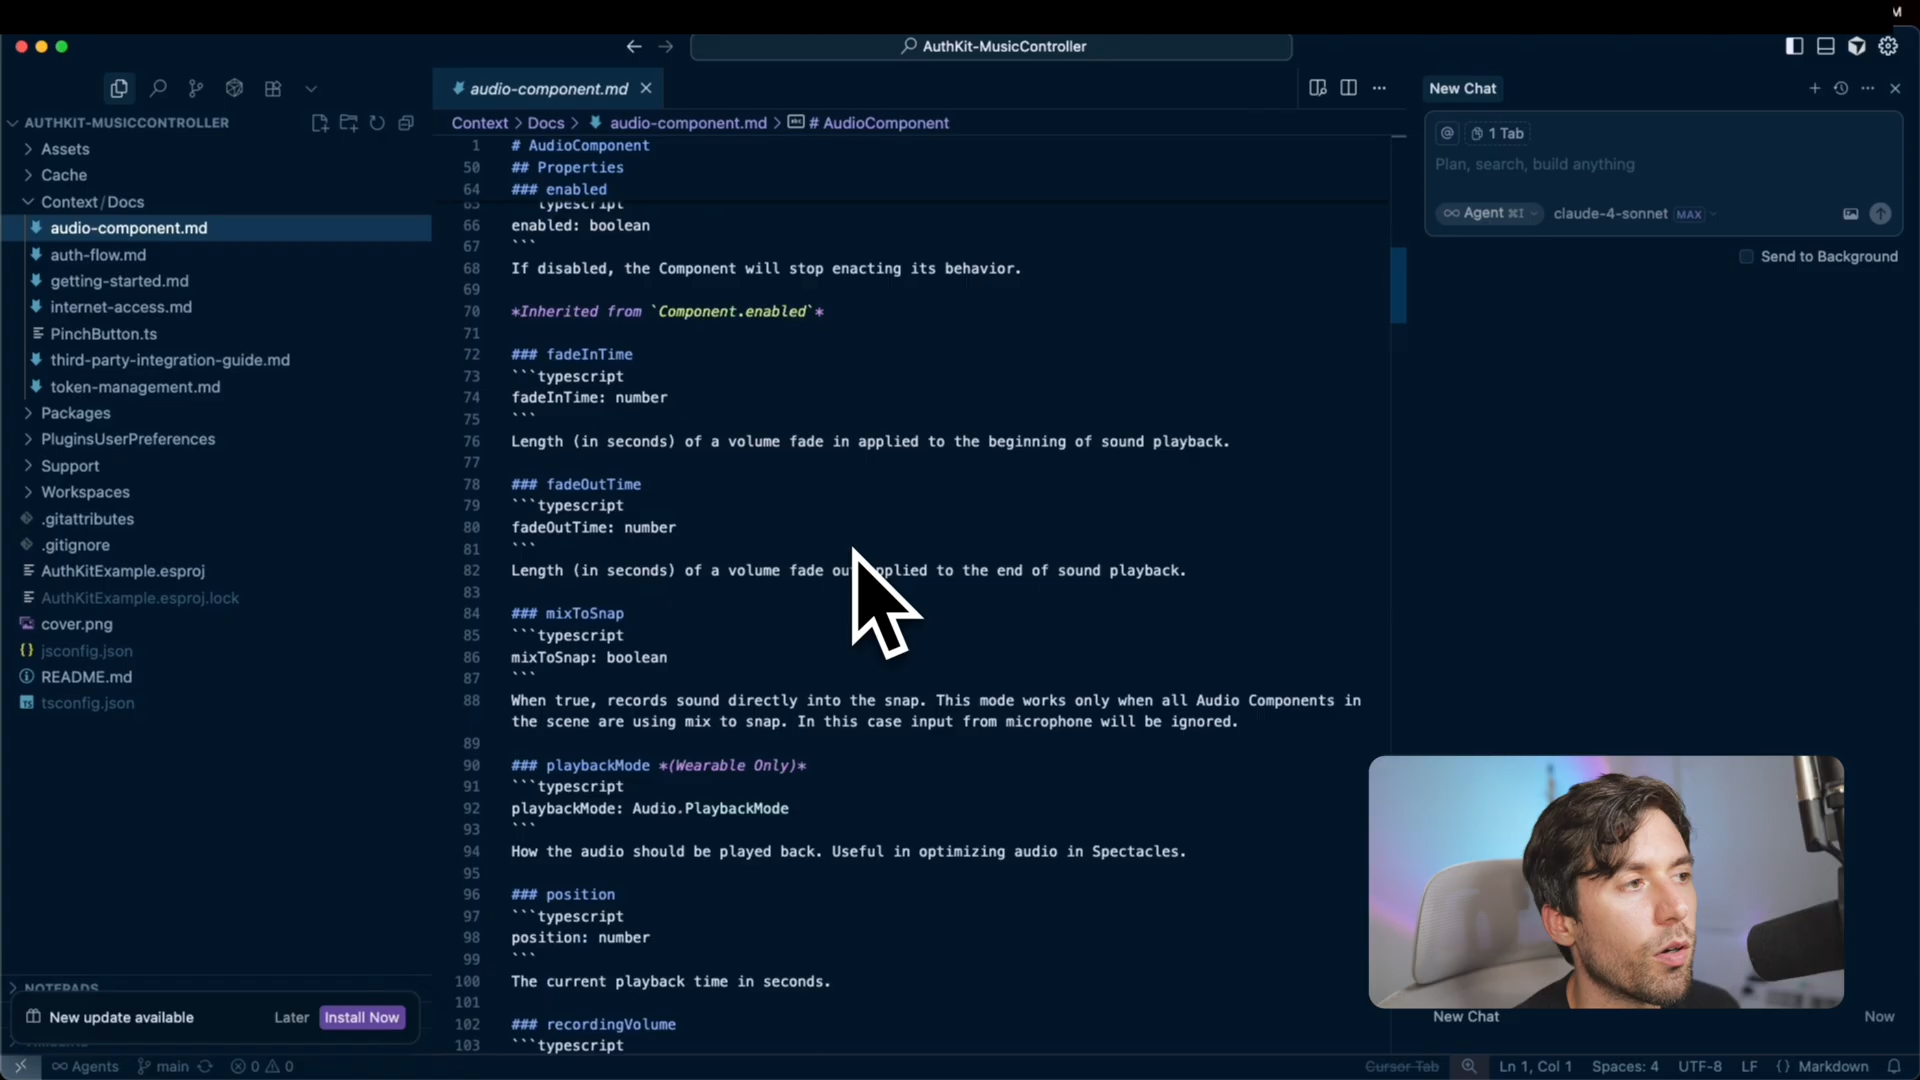 M
AuthKit-MusicController
AUTHKIT-MUSICCONTROLLER
Assets
Cache
Context/Docs
audio-component.md
auth-flow.md
getting-started.md
internet-access.md
PinchButton.ts
third-party-integration-guide.md
token-management.md
Packages
PluginsUserPreferences
Support
Workspaces
.gitattributes
.gitignore
AuthKitExample.esproj
AuthKitExample.esproj.lock
cover.png
jsconfig.json
README.md
tsconfig.json
NOTEPADS
New update available Later Install Now
audio-component.md
Context > Docs > audio-component.md > # AudioComponent
1 # AudioComponent
50 ## Properties
64 ### enabled
65 ```typescript
66 enabled: boolean
67 ```
68 If disabled, the Component will stop enacting its behavior.
69
70 *Inherited from `Component.enabled`*
71
72 ### fadeInTime
73 ```typescript
74 fadeInTime: number
75 ```
76 Length (in seconds) of a volume fade in applied to the beginning of sound playback.
77
78 ### fadeOutTime
79 ```typescript
80 fadeOutTime: number
81 ```
82 Length (in seconds) of a volume fade out applied to the end of sound playback.
83
84 ### mixToSnap
85 ```typescript
86 mixToSnap: boolean
87 ```
88 When true, records sound directly into the snap. This mode works only when all Audio Components in
the scene are using mix to snap. In this case input from microphone will be ignored.
89
90 ### playbackMode *(Wearable Only)*
91 ```typescript
92 playbackMode: Audio.PlaybackMode
93 ```
94 How the audio should be played back. Useful in optimizing audio in Spectacles.
95
96 ### position
97 ```typescript
98 position: number
99 ```
100 The current playback time in seconds.
101
102 ### recordingVolume
103 ```typescript
New Chat
@ 1 Tab
Plan, search, build anything
∞ Agent ⌘I claude-4-sonnet MAX
Send to Background
New Chat Now
Agents main 0 0 Cursor Tab Ln 1, Col 1 Spaces: 4 UTF-8 LF {} Markdown